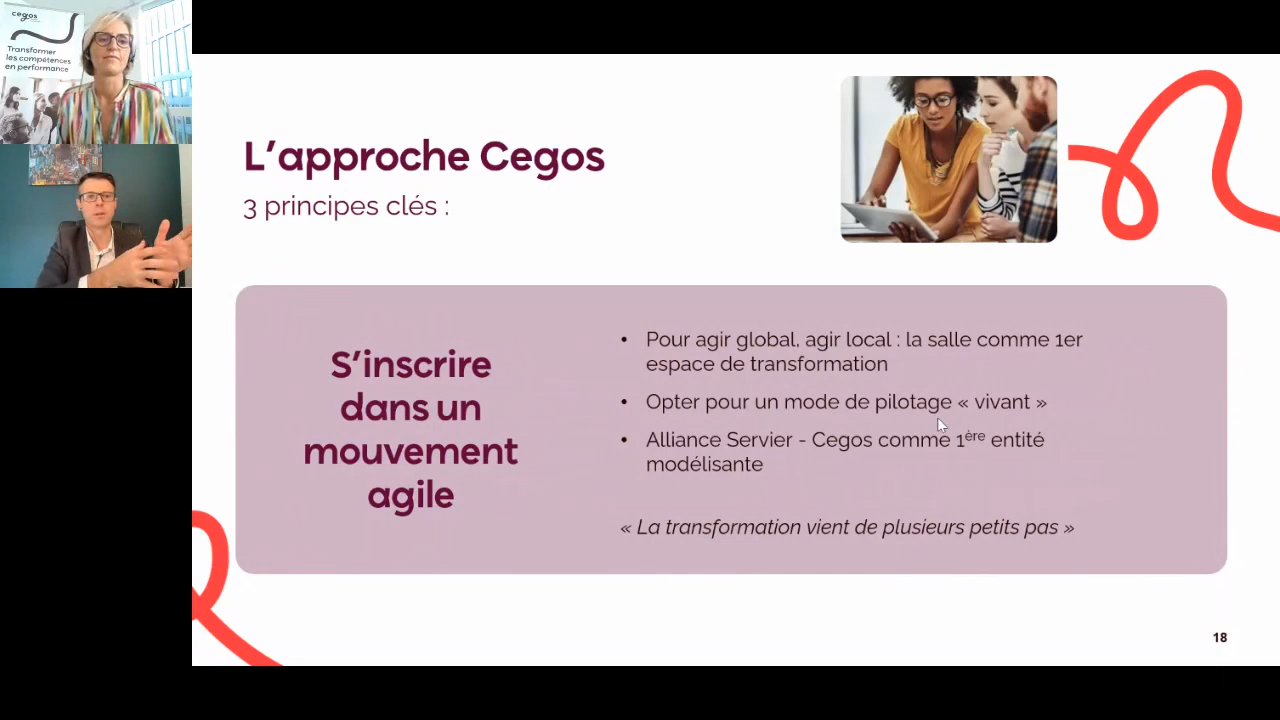 cegos
Transformer
les compétences
en performance
L'approche Cegos
3 principes clés :
S'inscrire
dans un
mouvement
agile
• Pour agir global, agir local : la salle comme 1er
espace de transformation
• Opter pour un mode de pilotage « vivant »
• Alliance Servier - Cegos comme 1ère entité
modélisante
« La transformation vient de plusieurs petits pas »
18